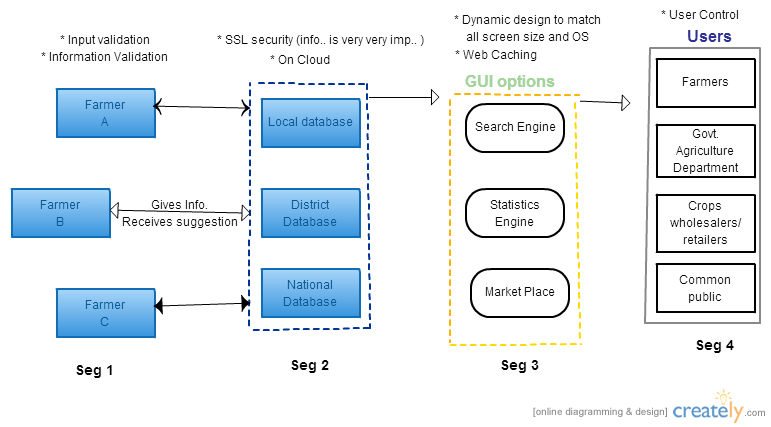 * Input validation
* Information Validation
Farmer
A
Farmer
B
Farmer
C
Gives Info.
Receives suggestion
Seg 1
* SSL security (info.. is very very imp.. )
* On Cloud
Local database
District
Database
National
Database
Seg 2
* Dynamic design to match
all screen size and OS
* Web Caching
GUI options
Search Engine
Statistics
Engine
Market Place
Seg 3
* User Control
Users
Farmers
Govt.
Agriculture
Department
Crops
wholesalers/
retailers
Common
public
Seg 4
[online diagramming & design] creately.com